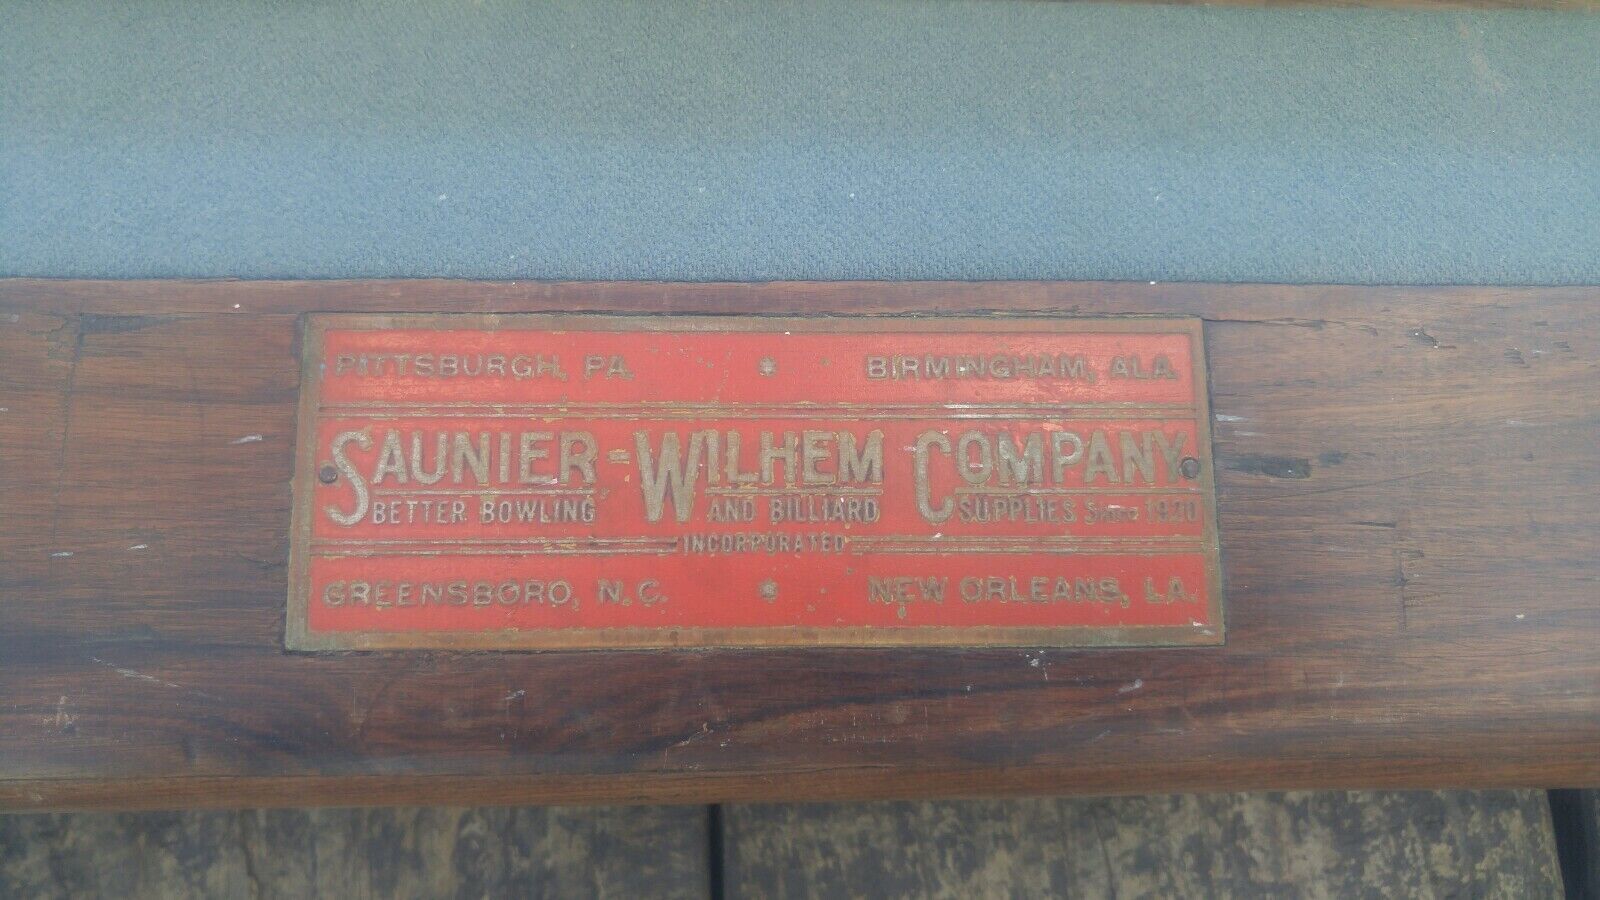 PITTSBURGH, PA. * BIRMINGHAM, ALA.
SAUNIER-WILHEM COMPANY
BETTER BOWLING AND BILLIARD SUPPLIES Since 1920
INCORPORATED
GREENSBORO, N.C. * NEW ORLEANS, LA.